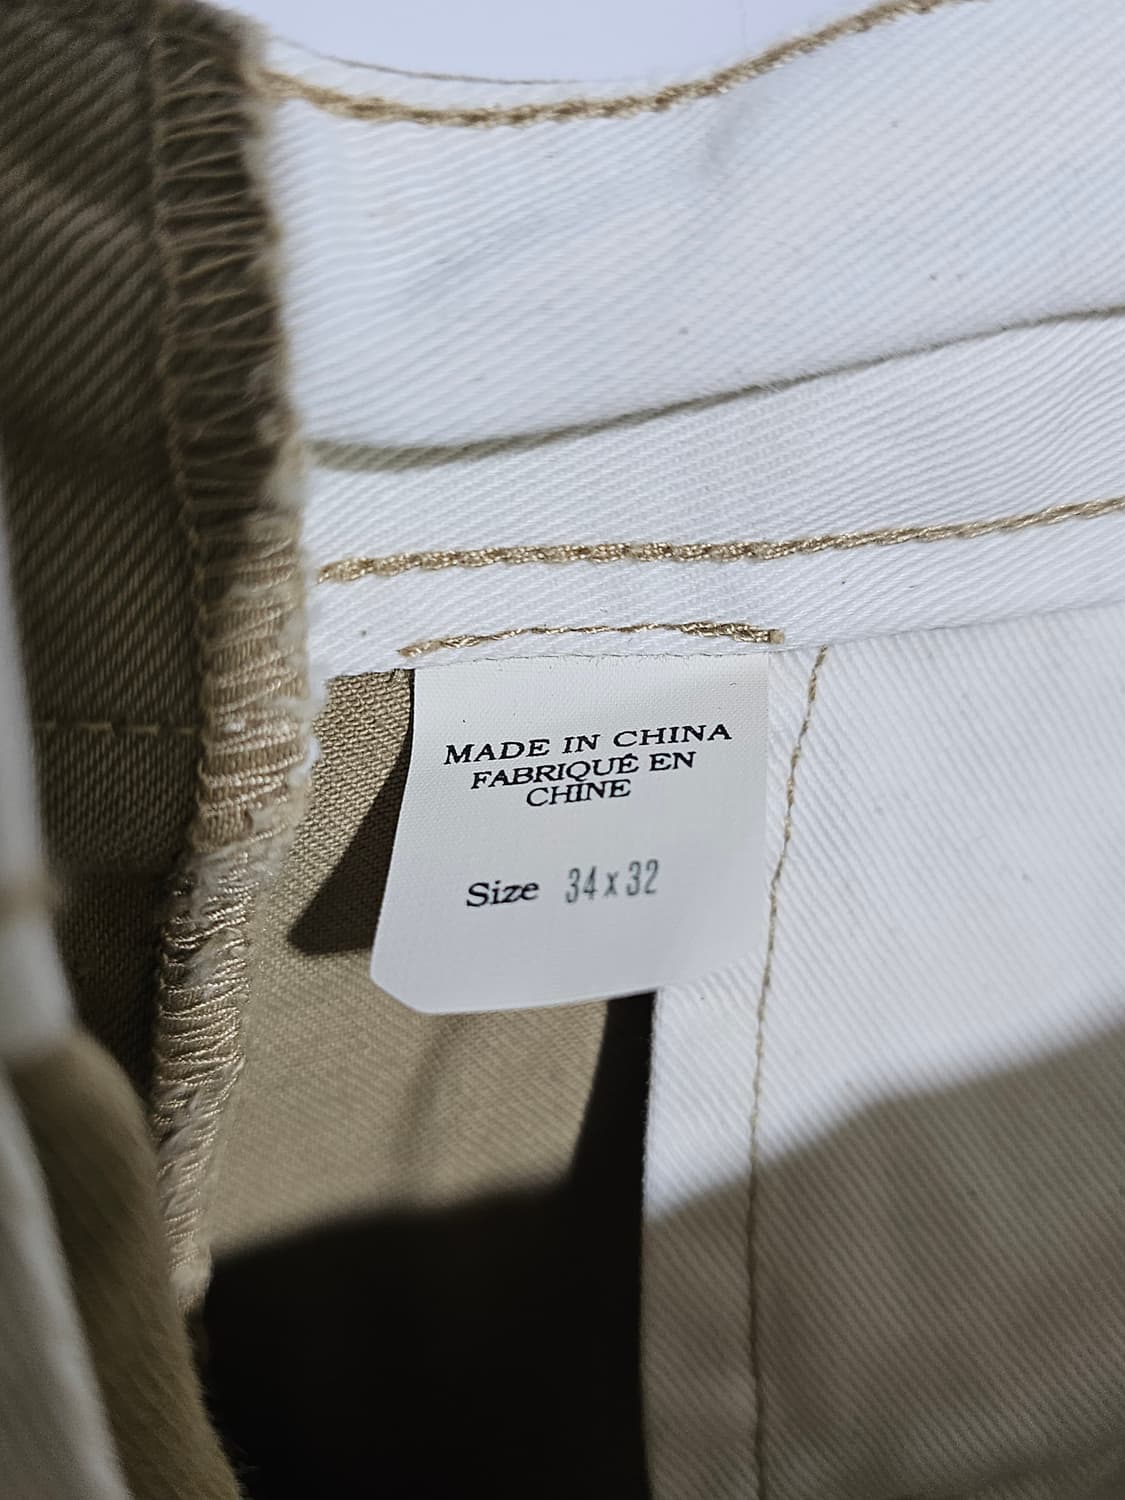 MADE IN CHINA
FABRIQUÉ EN
CHINE
Size 34 x 32